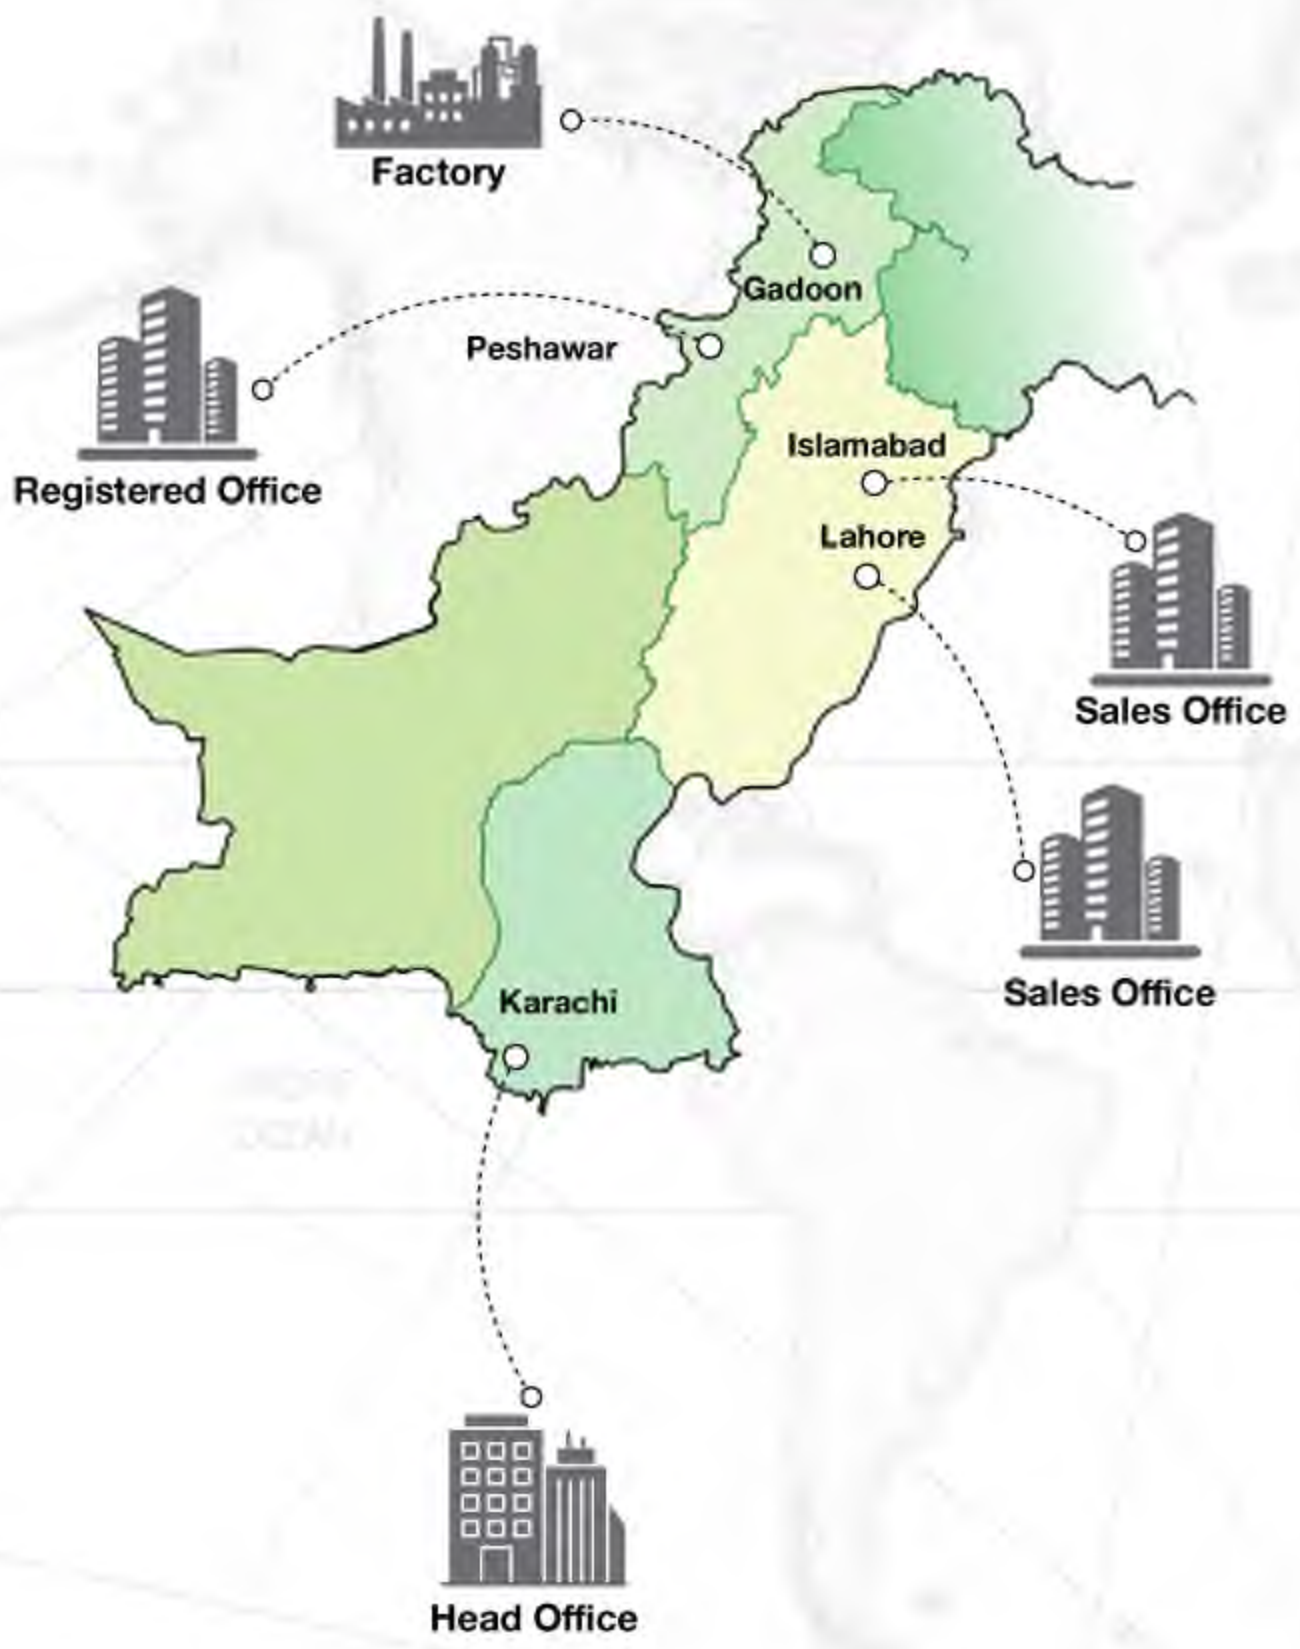 Factory
Gadoon
Peshawar
Registered Office
Islamabad
Lahore
Sales Office
Sales Office
Karachi
Head Office